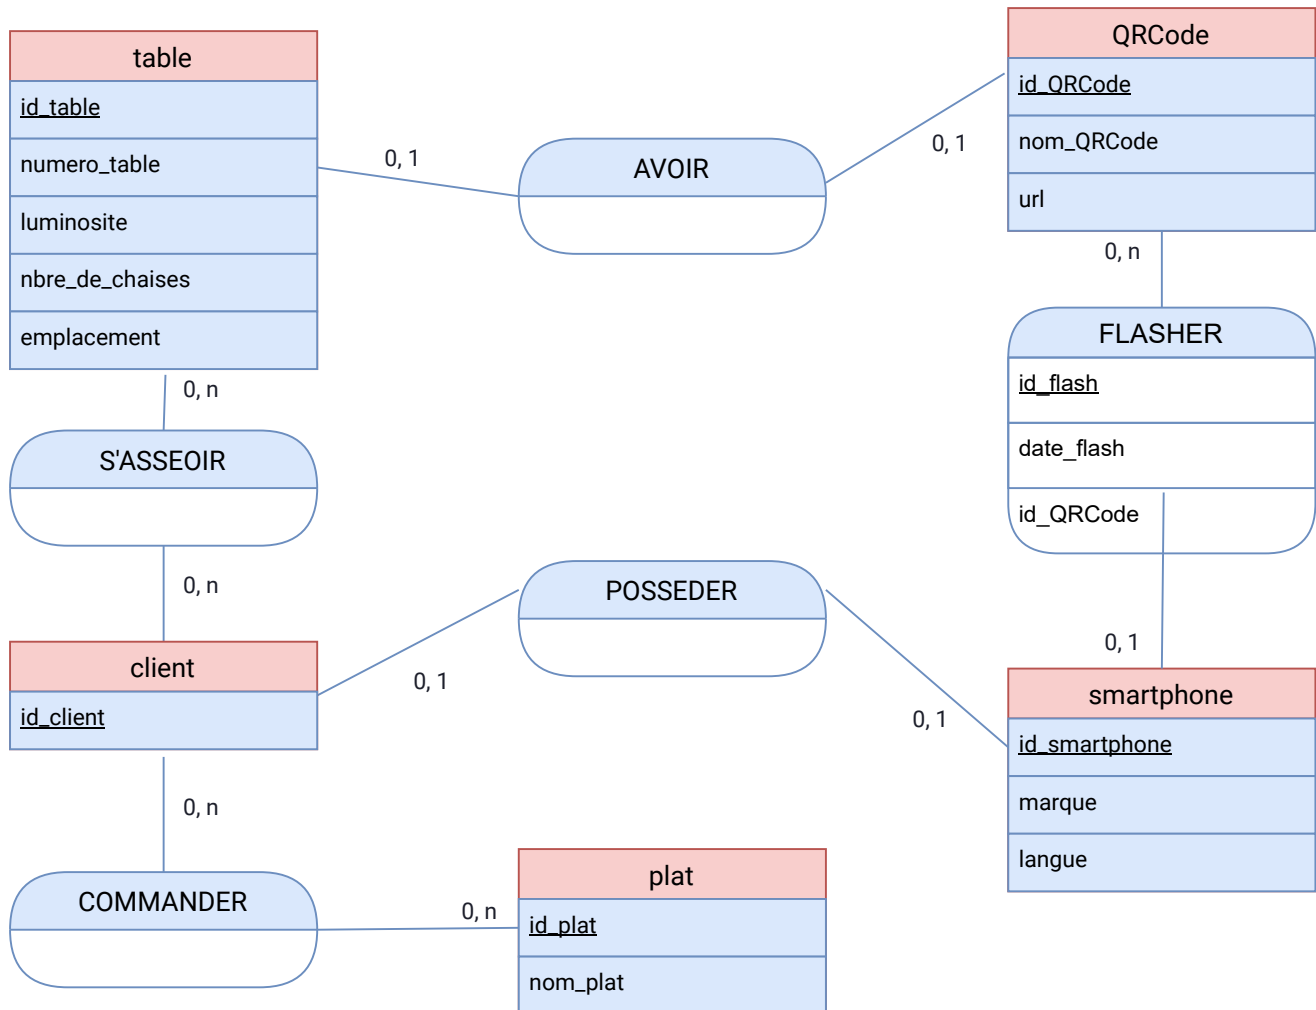 table
id_table
numero_table
luminosite
nbre_de_chaises
emplacement
0, 1
AVOIR
0, 1
QRCode
id_QRCode
nom_QRCode
url
0, n
FLASHER
id_flash
date_flash
id_QRCode
0, 1
0, n
S'ASSEOIR
0, n
client
id_client
0, 1
POSSEDER
0, 1
smartphone
id_smartphone
marque
langue
0, n
COMMANDER
0, n
plat
id_plat
nom_plat